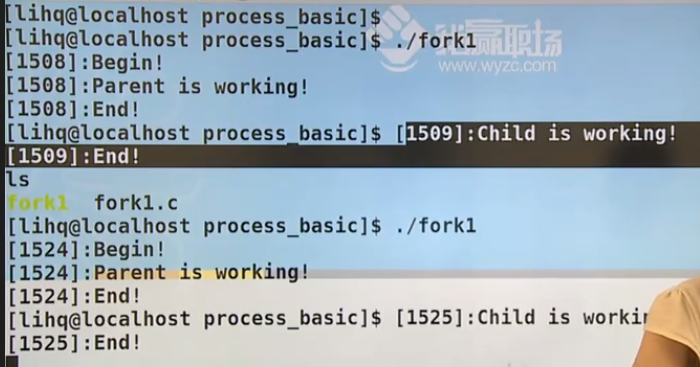 [lihq@localhost process_basic]$
[lihq@localhost process_basic]$ ./fork1
[1508]:Begin!
[1508]:Parent is working!
[1508]:End!
[lihq@localhost process_basic]$ [1509]:Child is working!
[1509]:End!
ls
fork1  fork1.c
[lihq@localhost process_basic]$ ./fork1
[1524]:Begin!
[1524]:Parent is working!
[1524]:End!
[lihq@localhost process_basic]$ [1525]:Child is
[1525]:End!
职场
www.wyzc.com